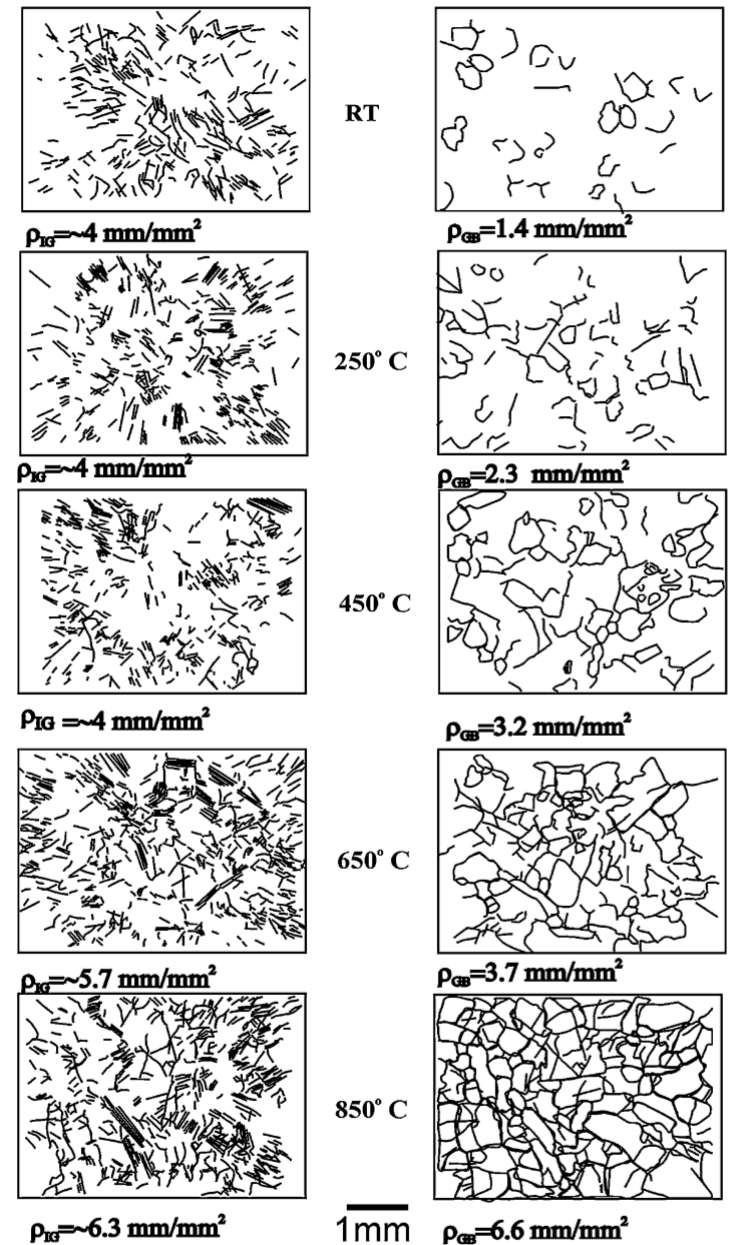 RT
ρIG=~4 mm/mm² ρGB=1.4 mm/mm²
250° C
ρIG=~4 mm/mm² ρGB=2.3 mm/mm²
450° C
ρIG =~4 mm/mm² ρGB=3.2 mm/mm²
650° C
ρIG=~5.7 mm/mm² ρGB=3.7 mm/mm²
850° C
1mm
ρIG=~6.3 mm/mm² ρGB=6.6 mm/mm²